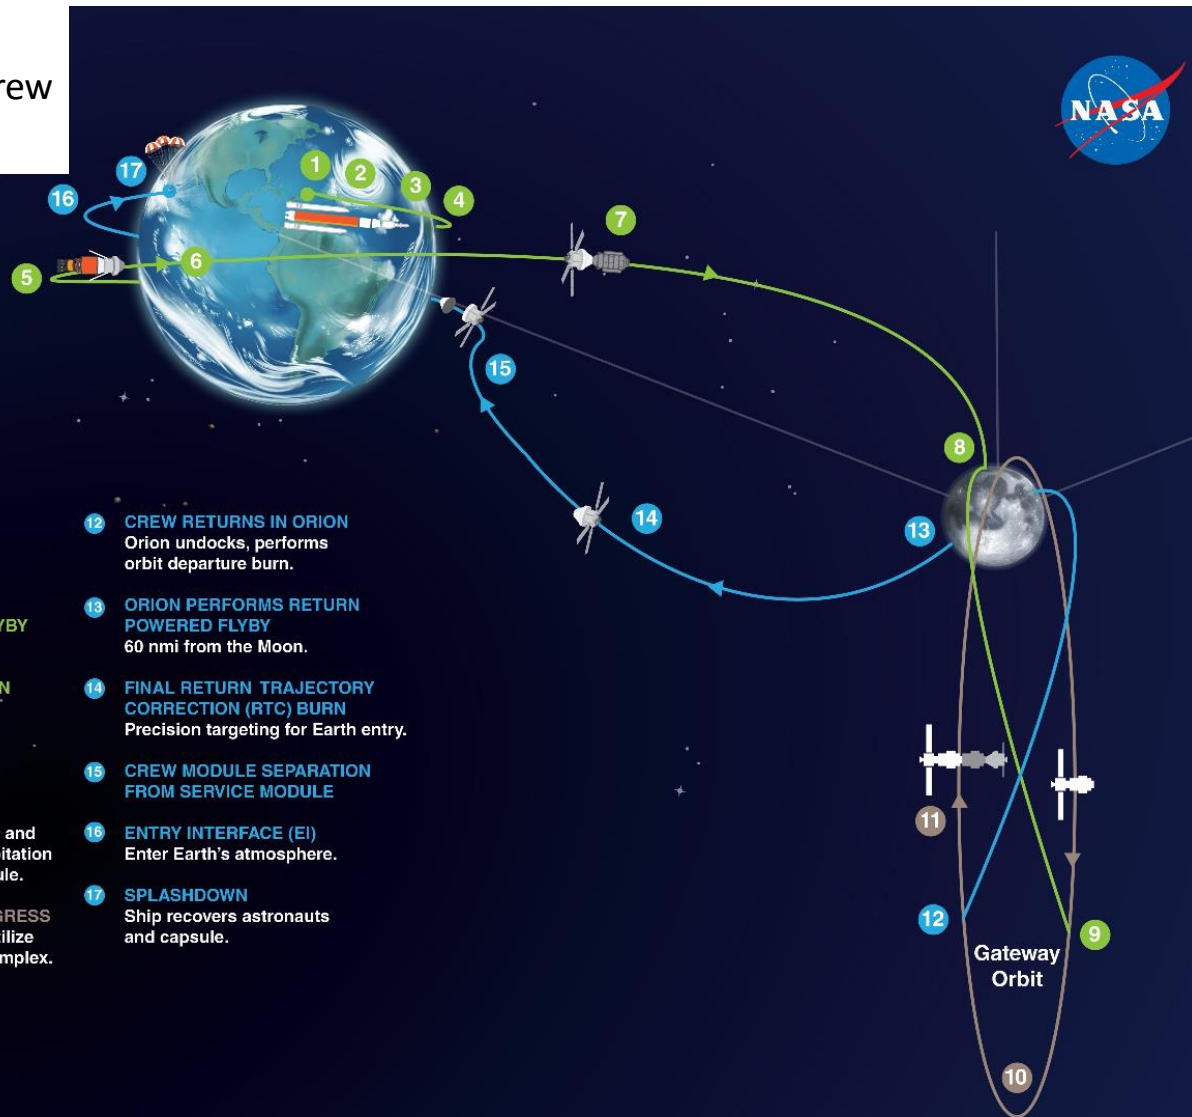 rew
NASA
1
2
3
4
5
6
7
8
9
10
11
12
13
14
15
16
17
Gateway
Orbit
YBY
N
and
itation
ule.
GRESS
ilize
mplex.
12 CREW RETURNS IN ORION
Orion undocks, performs
orbit departure burn.
13 ORION PERFORMS RETURN
POWERED FLYBY
60 nmi from the Moon.
14 FINAL RETURN TRAJECTORY
CORRECTION (RTC) BURN
Precision targeting for Earth entry.
15 CREW MODULE SEPARATION
FROM SERVICE MODULE
16 ENTRY INTERFACE (EI)
Enter Earth's atmosphere.
17 SPLASHDOWN
Ship recovers astronauts
and capsule.